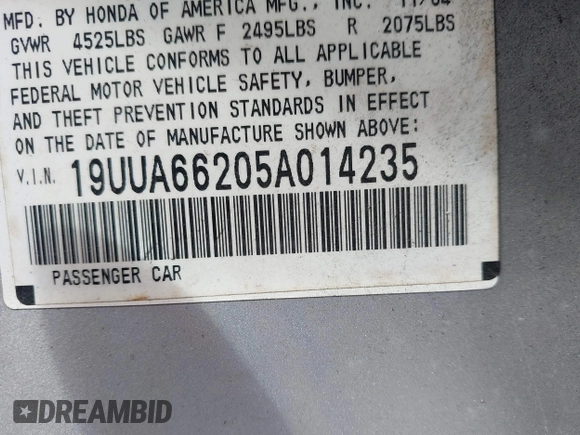 MFD. BY HONDA OF AMERICA MFG., INC. 11/04
GVWR 4525LBS GAWR F 2495LBS R 2075LBS
THIS VEHICLE CONFORMS TO ALL APPLICABLE
FEDERAL MOTOR VEHICLE SAFETY, BUMPER,
AND THEFT PREVENTION STANDARDS IN EFFECT
ON THE DATE OF MANUFACTURE SHOWN ABOVE:
V.I.N. 19UUA66205A014235
PASSENGER CAR
DREAMBID